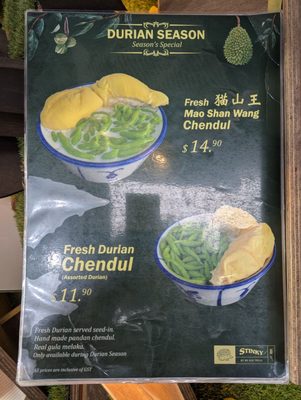 DURIAN SEASON
Season's Special
Fresh 猫山王
Mao Shan Wang
Chendul
$14.90
Fresh Durian
Chendul
(Assorted Durian)
$11.90
Fresh Durian served seed-in.
Hand made pandan chendul.
Real gula melaka.
Only available during Durian Season
All prices are inclusive of GST
STINKY